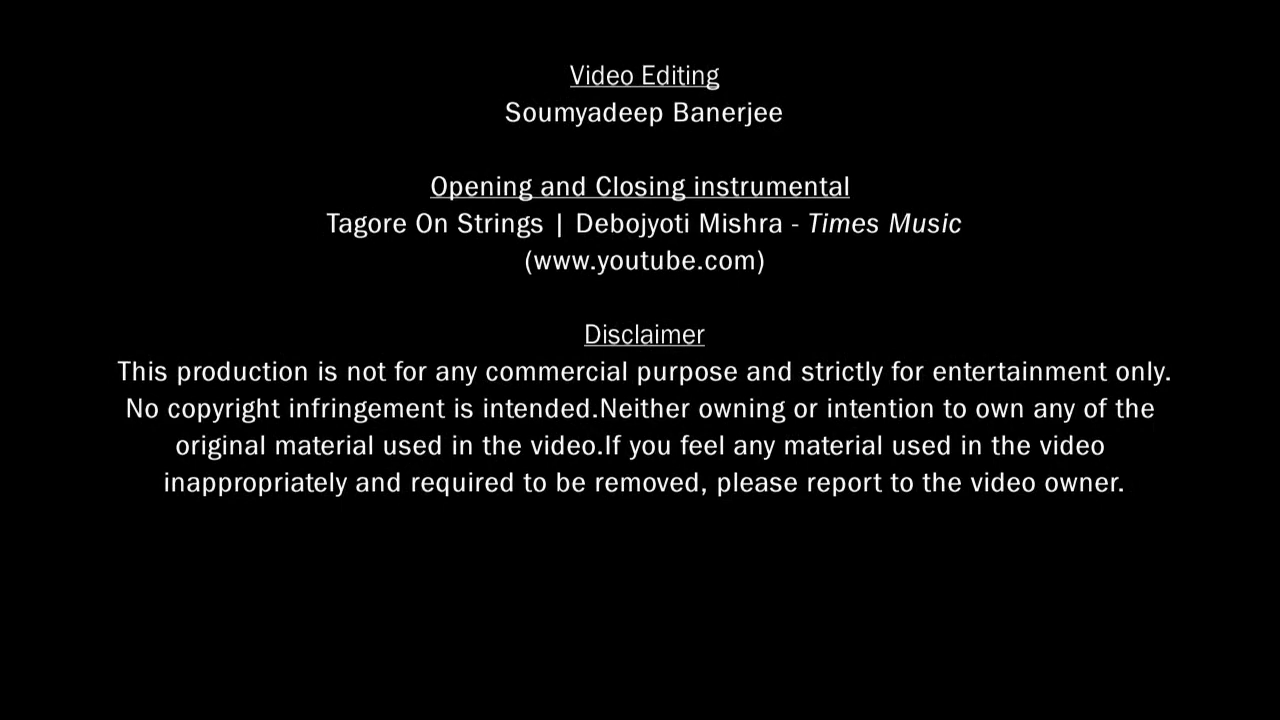 Video Editing
Soumyadeep Banerjee
Opening and Closing instrumental
Tagore On Strings | Debojyoti Mishra - Times Music
(www.youtube.com)
Disclaimer
This production is not for any commercial purpose and strictly for entertainment only.
No copyright infringement is intended.Neither owning or intention to own any of the
original material used in the video.If you feel any material used in the video
inappropriately and required to be removed, please report to the video owner.